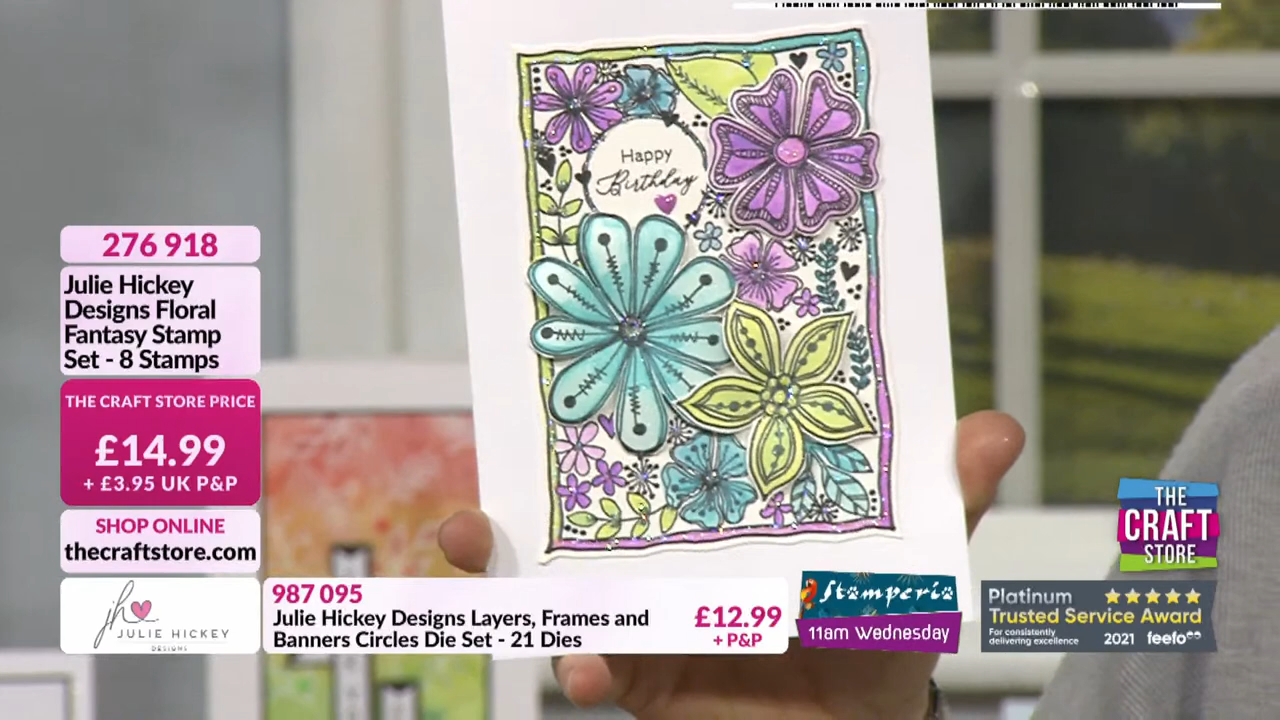 Happy
Birthday
276 918
Julie Hickey
Designs Floral
Fantasy Stamp
Set - 8 Stamps
THE CRAFT STORE PRICE
£14.99
+ £3.95 UK P&P
SHOP ONLINE
thecraftstore.com
jh
JULIE HICKEY
DESIGNS
987 095
Julie Hickey Designs Layers, Frames and
Banners Circles Die Set - 21 Dies
£12.99
+ P&P
Stamperia
11am Wednesday
THE
CRAFT
STORE
Platinum
Trusted Service Award
For consistently
delivering excellence
2021 feefo